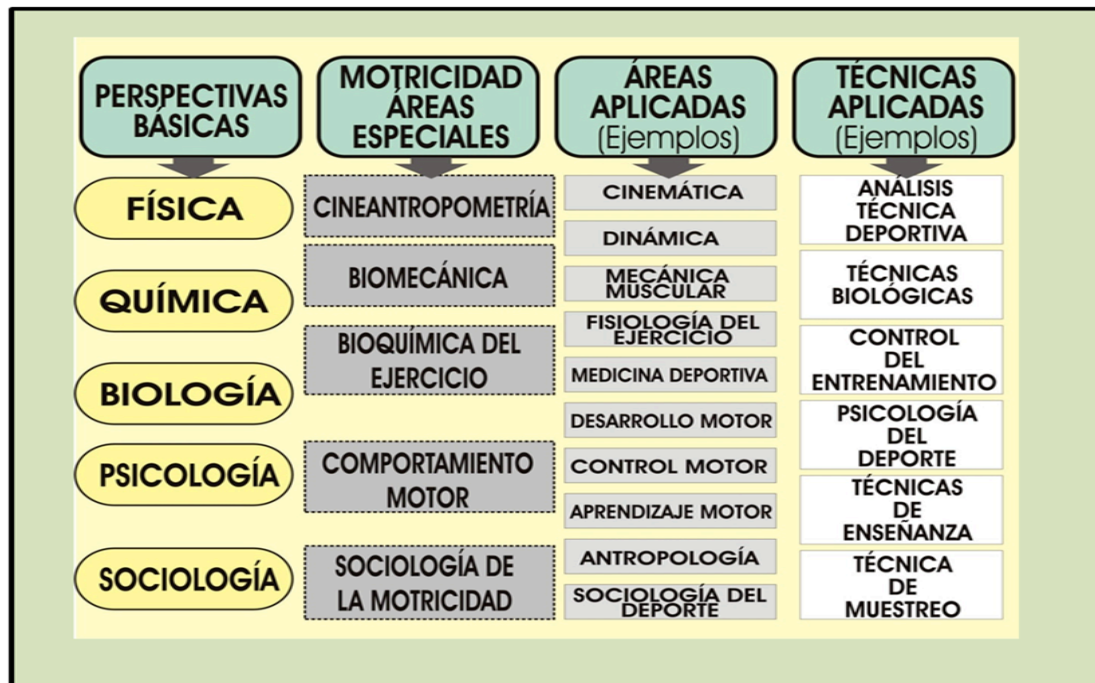 PERSPECTIVAS
BÁSICAS
FÍSICA
QUÍMICA
BIOLOGÍA
PSICOLOGÍA
SOCIOLOGÍA
MOTRICIDAD
ÁREAS
ESPECIALES
CINEANTROPOMETRÍA
BIOMECÁNICA
BIOQUÍMICA DEL
EJERCICIO
COMPORTAMIENTO
MOTOR
SOCIOLOGÍA DE
LA MOTRICIDAD
ÁREAS
APLICADAS
(Ejemplos)
CINEMÁTICA
DINÁMICA
MECÁNICA
MUSCULAR
FISIOLOGÍA DEL
EJERCICIO
MEDICINA DEPORTIVA
DESARROLLO MOTOR
CONTROL MOTOR
APRENDIZAJE MOTOR
ANTROPOLOGÍA
SOCIOLOGÍA DEL
DEPORTE
TÉCNICAS
APLICADAS
(Ejemplos)
ANÁLISIS
TÉCNICA
DEPORTIVA
TÉCNICAS
BIOLÓGICAS
CONTROL
DEL
ENTRENAMIENTO
PSICOLOGÍA
DEL
DEPORTE
TÉCNICAS
DE
ENSEÑANZA
TÉCNICA
DE
MUESTREO